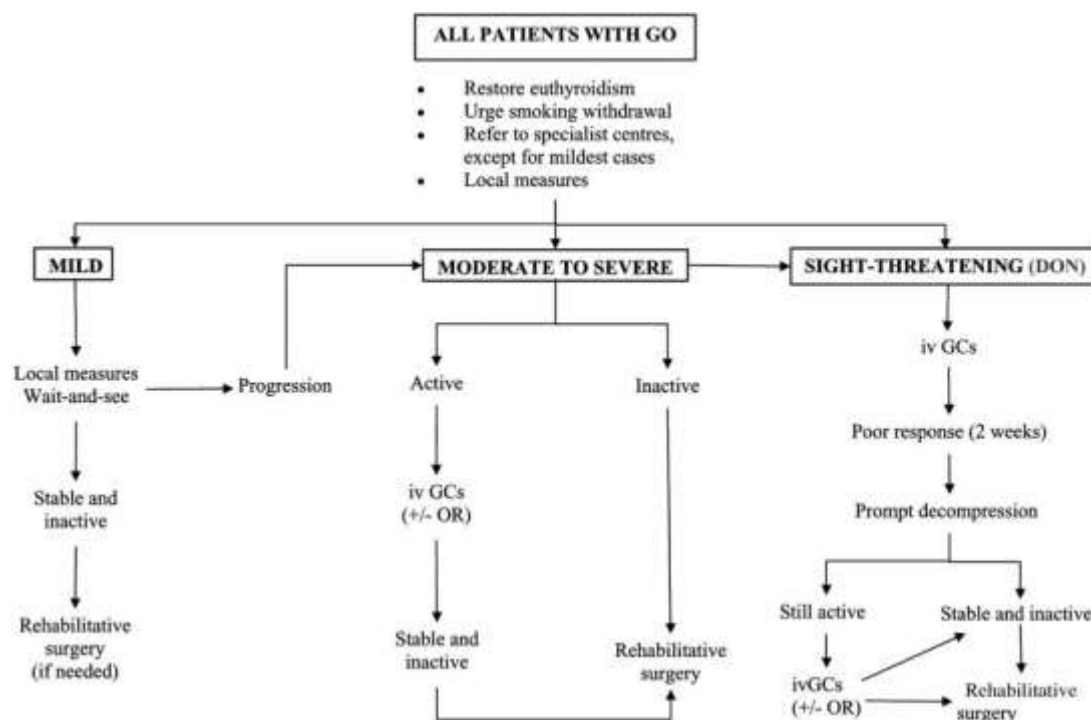 ALL PATIENTS WITH GO
• Restore euthyroidism
• Urge smoking withdrawal
• Refer to specialist centres,
except for mildest cases
• Local measures
MILD
MODERATE TO SEVERE
SIGHT-THREATENING (DON)
Local measures
Wait-and-see
Progression
Stable and
inactive
Rehabilitative
surgery
(if needed)
Active
iv GCs
(+/- OR)
Stable and
inactive
Inactive
Rehabilitative
surgery
iv GCs
Poor response (2 weeks)
Prompt decompression
Still active
Stable and inactive
ivGCs
(+/- OR)
Rehabilitative
surgery